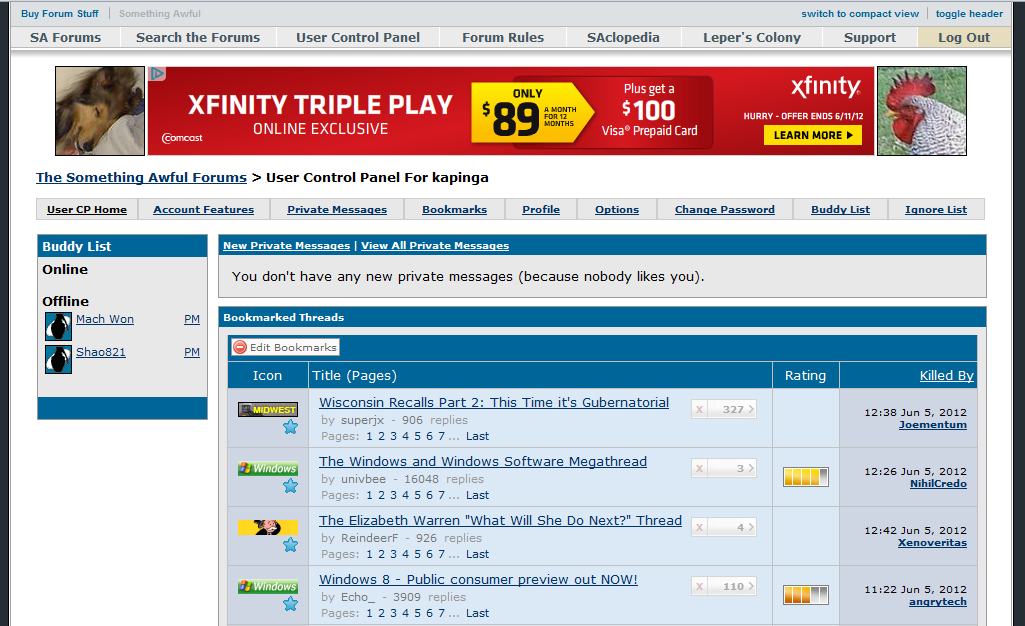 Buy Forum Stuff | Something Awful switch to compact view | toggle header
SA Forums Search the Forums User Control Panel Forum Rules SAclopedia Leper's Colony Support Log Out
XFINITY TRIPLE PLAY
ONLINE EXCLUSIVE
comcast
ONLY
$89 A MONTH FOR 12 MONTHS
Plus get a
$100
Visa® Prepaid Card
xfinity
HURRY - OFFER ENDS 6/11/12
LEARN MORE
The Something Awful Forums > User Control Panel For kapinga
User CP Home Account Features Private Messages Bookmarks Profile Options Change Password Buddy List Ignore List
Buddy List
Online
Offline
Mach Won PM
Shao821 PM
New Private Messages | View All Private Messages
You don't have any new private messages (because nobody likes you).
Bookmarked Threads
Edit Bookmarks
Icon Title (Pages) Rating Killed By
MIDWEST
Wisconsin Recalls Part 2: This Time it's Gubernatorial X 327 >
by superjx - 906 replies
Pages: 1 2 3 4 5 6 7 ... Last
12:38 Jun 5, 2012
Joementum
Windows
The Windows and Windows Software Megathread X 3 >
by univbee - 16048 replies
Pages: 1 2 3 4 5 6 7 ... Last
12:26 Jun 5, 2012
NihilCredo
The Elizabeth Warren "What Will She Do Next?" Thread X 4 >
by ReindeerF - 926 replies
Pages: 1 2 3 4 5 6 7 ... Last
12:42 Jun 5, 2012
Xenoveritas
Windows
Windows 8 - Public consumer preview out NOW! X 110 >
by Echo_ - 3909 replies
Pages: 1 2 3 4 5 6 7 ... Last
11:22 Jun 5, 2012
angrytech